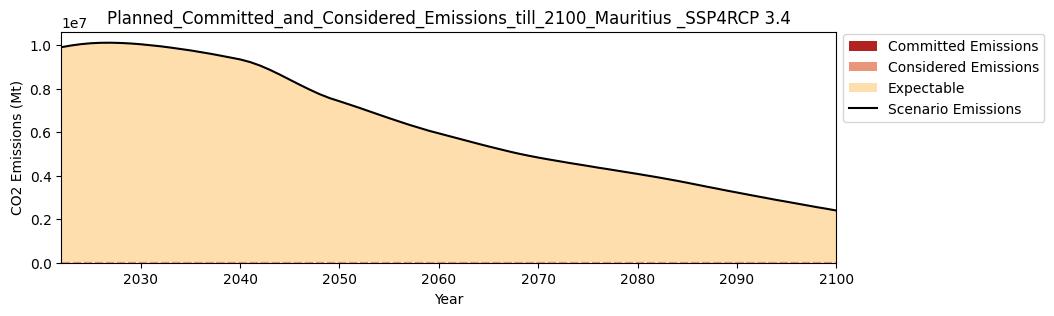 Planned_Committed_and_Considered_Emissions_till_2100_Mauritius _SSP4RCP 3.4
1e7
1.0
0.8
0.6
0.4
0.2
0.0
CO2 Emissions (Mt)
2030 2040 2050 2060 2070 2080 2090 2100
Year
Committed Emissions
Considered Emissions
Expectable
Scenario Emissions